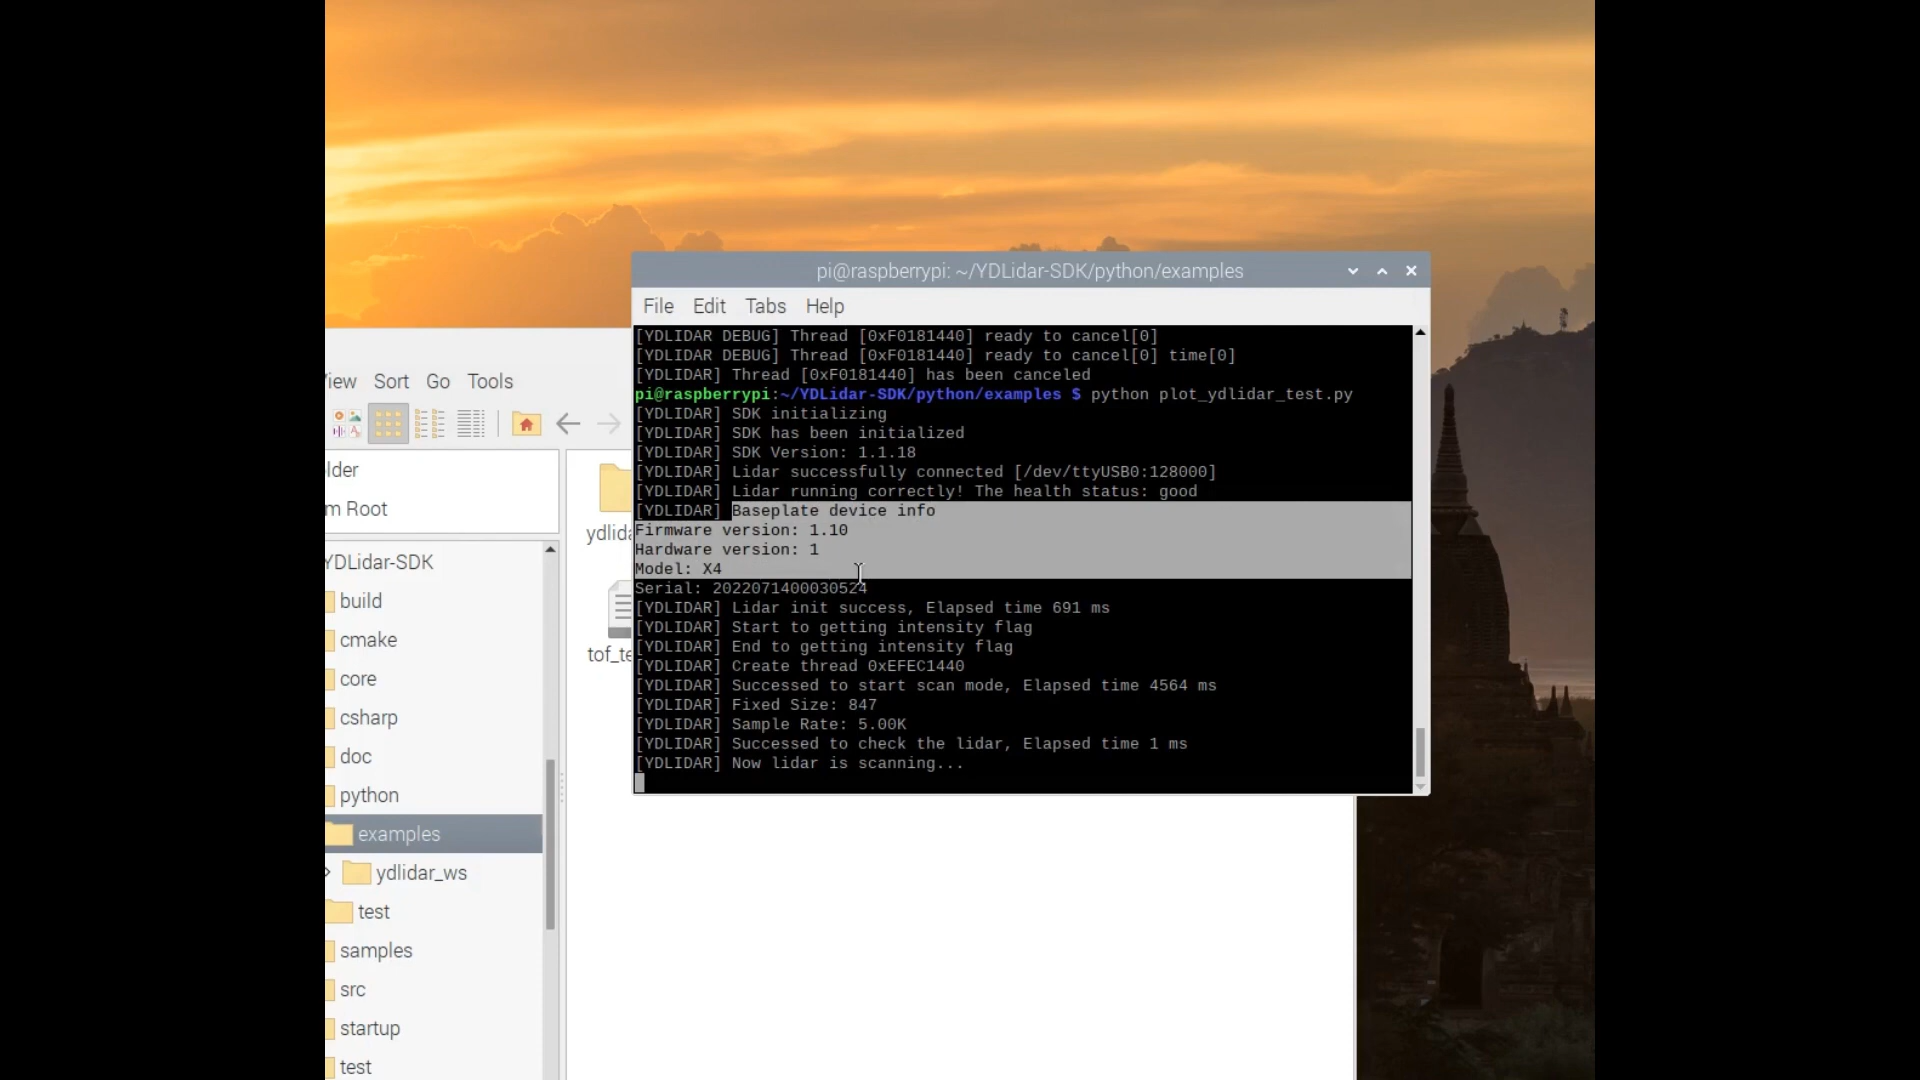 pi@raspberrypi: ~/YDLidar-SDK/python/examples
File Edit Tabs Help
[YDLIDAR DEBUG] Thread [0xF0181440] ready to cancel[0]
[YDLIDAR DEBUG] Thread [0xF0181440] ready to cancel[0] time[0]
[YDLIDAR] Thread [0xF0181440] has been canceled
pi@raspberrypi:~/YDLidar-SDK/python/examples $ python plot_ydlidar_test.py
[YDLIDAR] SDK initializing
[YDLIDAR] SDK has been initialized
[YDLIDAR] SDK Version: 1.1.18
[YDLIDAR] Lidar successfully connected [/dev/ttyUSB0:128000]
[YDLIDAR] Lidar running correctly! The health status: good
[YDLIDAR] Baseplate device info
Firmware version: 1.10
Hardware version: 1
Model: X4
Serial: 2022071400030524
[YDLIDAR] Lidar init success, Elapsed time 691 ms
[YDLIDAR] Start to getting intensity flag
[YDLIDAR] End to getting intensity flag
[YDLIDAR] Create thread 0xEFEC1440
[YDLIDAR] Successed to start scan mode, Elapsed time 4564 ms
[YDLIDAR] Fixed Size: 847
[YDLIDAR] Sample Rate: 5.00K
[YDLIDAR] Successed to check the lidar, Elapsed time 1 ms
[YDLIDAR] Now lidar is scanning...
iew Sort Go Tools
lder
m Root
YDLidar-SDK
build
cmake
core
csharp
doc
python
examples
ydlidar_ws
test
samples
src
startup
test
ydlida
tof_te